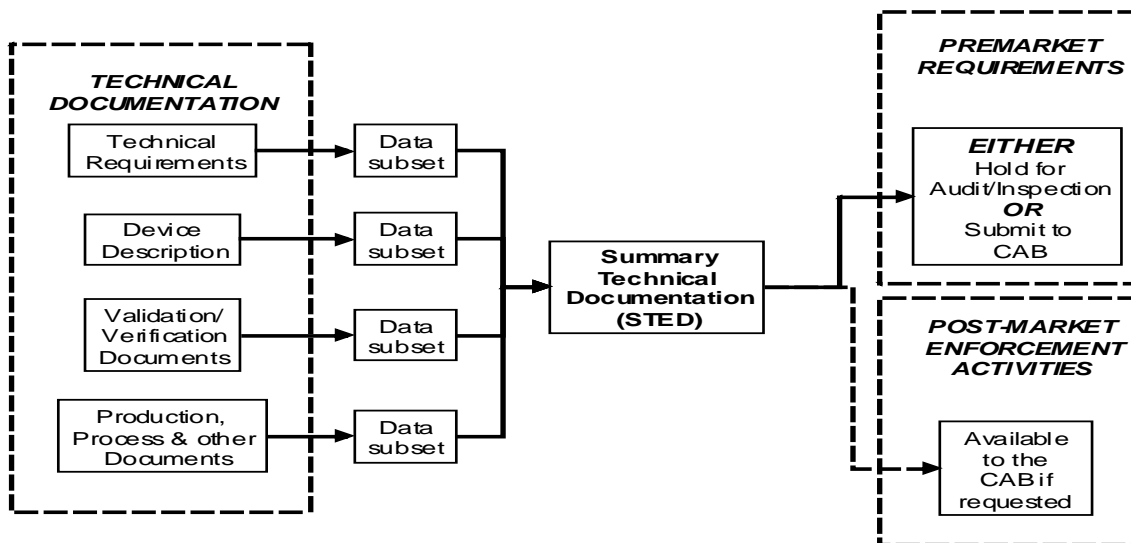 TECHNICAL
DOCUMENTATION
Technical
Requirements
Device
Description
Validation/
Verification
Documents
Production,
Process & other
Documents
Data
subset
Data
subset
Data
subset
Data
subset
Summary
Technical
Documentation
(STED)
PREMARKET
REQUIREMENTS
EITHER
Hold for
Audit/Inspection
OR
Submit to
CAB
POST-MARKET
ENFORCEMENT
ACTIVITIES
Available
to the
CAB if
requested